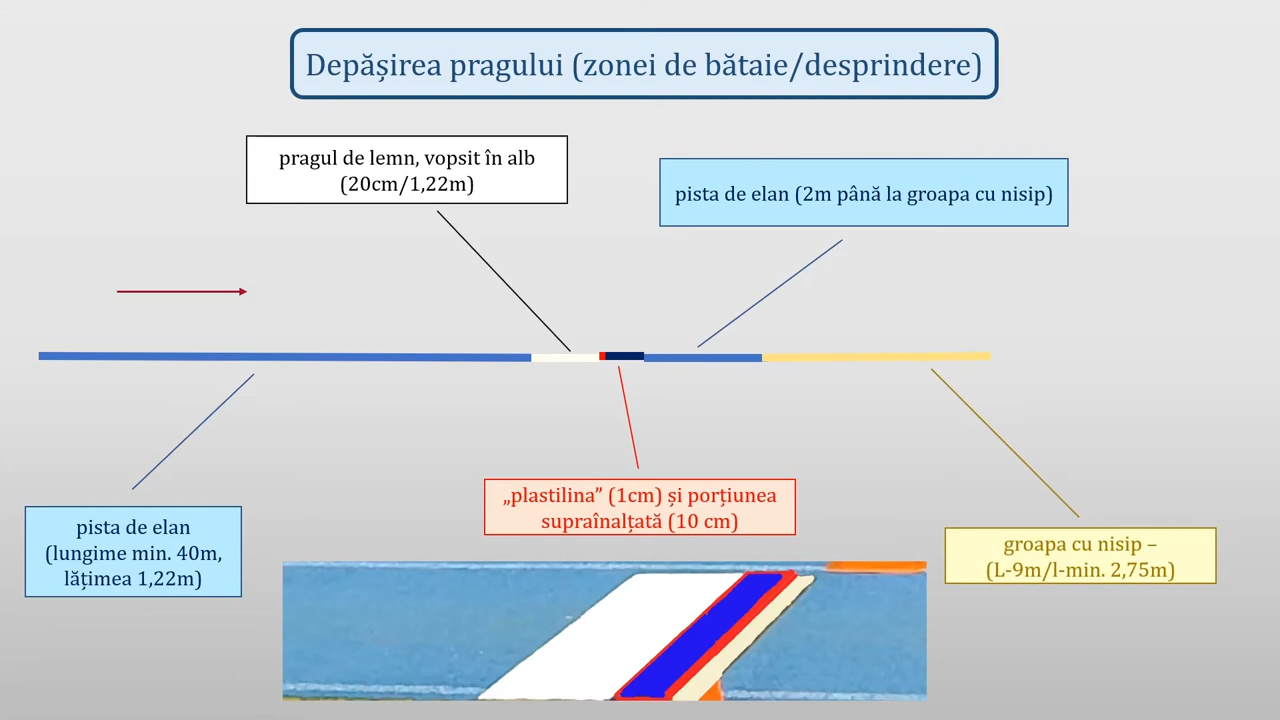 Depășirea pragului (zonei de bătaie/desprindere)
pragul de lemn, vopsit în alb
(20cm/1,22m)
pista de elan (2m până la groapa cu nisip)
pista de elan
(lungime min. 40m,
lățimea 1,22m)
„plastilina” (1cm) și porțiunea
supraînalțată (10 cm)
groapa cu nisip –
(L-9m/l-min. 2,75m)